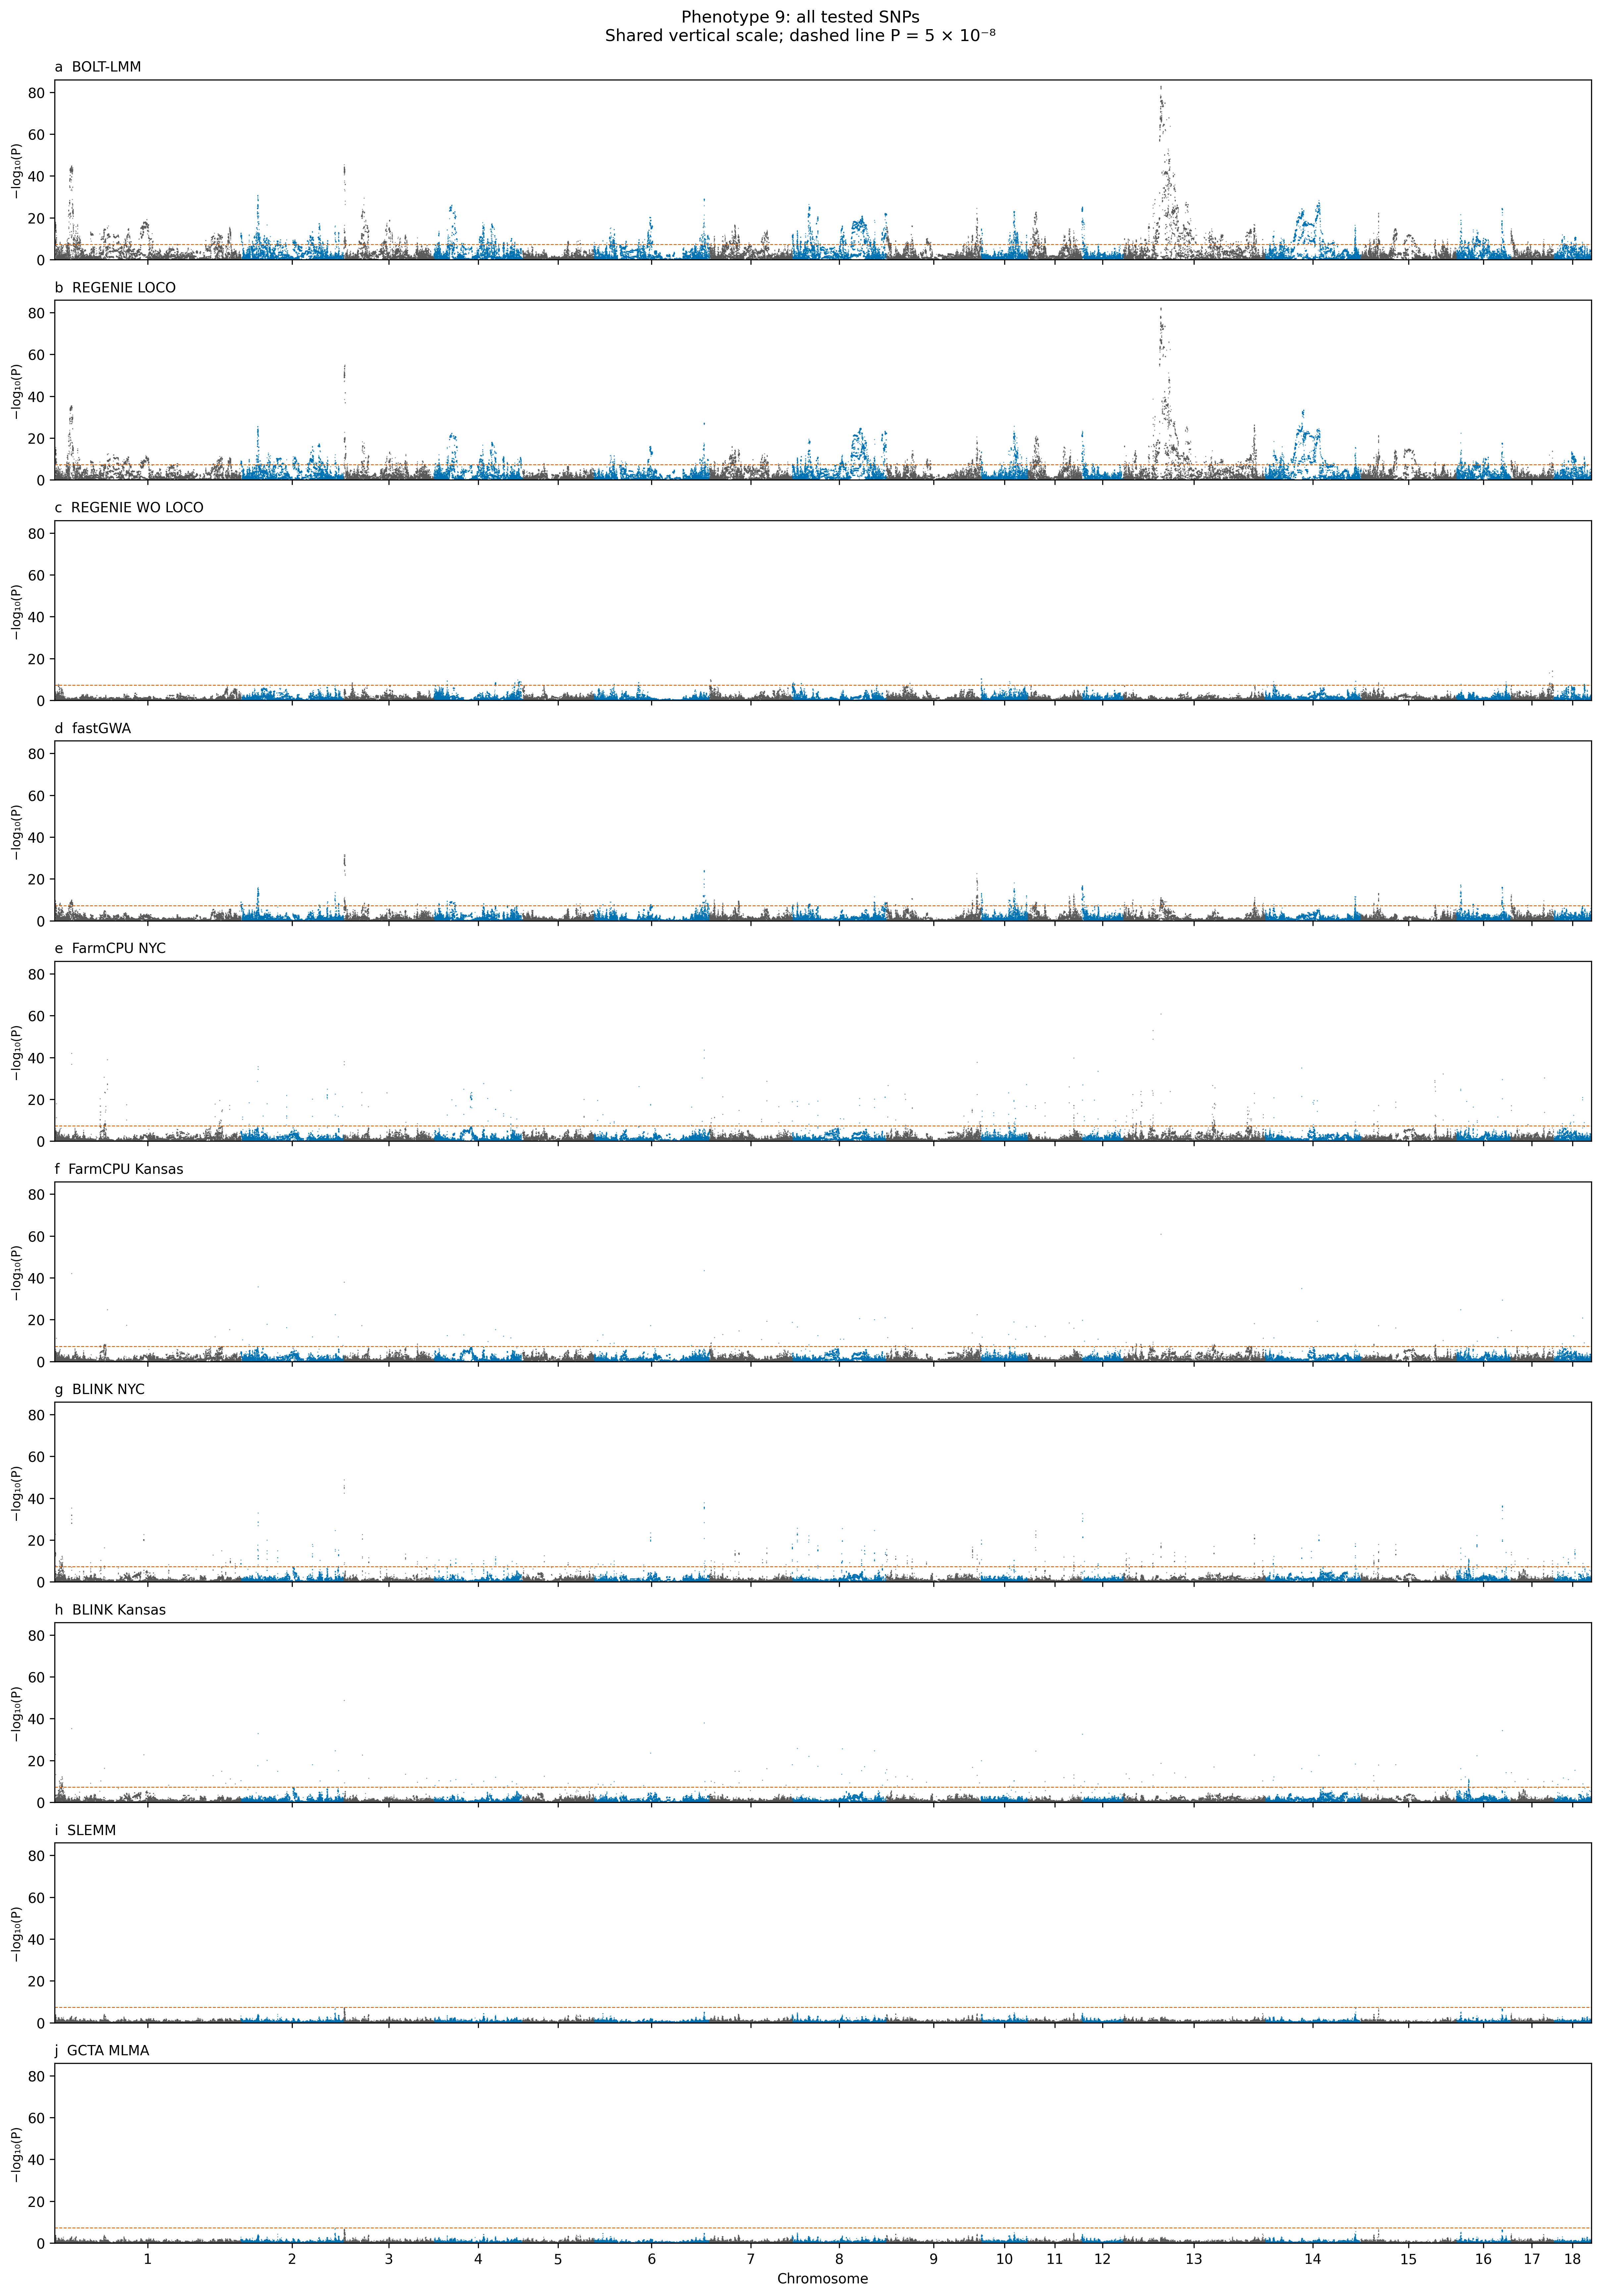 Phenotype 9: all tested SNPs
Shared vertical scale; dashed line P = 5 × 10⁻⁸
a BOLT-LMM
80
60
40
20
0
−log₁₀(P)
b REGENIE LOCO
80
60
40
20
0
−log₁₀(P)
c REGENIE WO LOCO
80
60
40
20
0
−log₁₀(P)
d fastGWA
80
60
40
20
0
−log₁₀(P)
e FarmCPU NYC
80
60
40
20
0
−log₁₀(P)
f FarmCPU Kansas
80
60
40
20
0
−log₁₀(P)
g BLINK NYC
80
60
40
20
0
−log₁₀(P)
h BLINK Kansas
80
60
40
20
0
−log₁₀(P)
i SLEMM
80
60
40
20
0
−log₁₀(P)
j GCTA MLMA
80
60
40
20
0
−log₁₀(P)
1 2 3 4 5 6 7 8 9 10 11 12 13 14 15 16 17 18
Chromosome